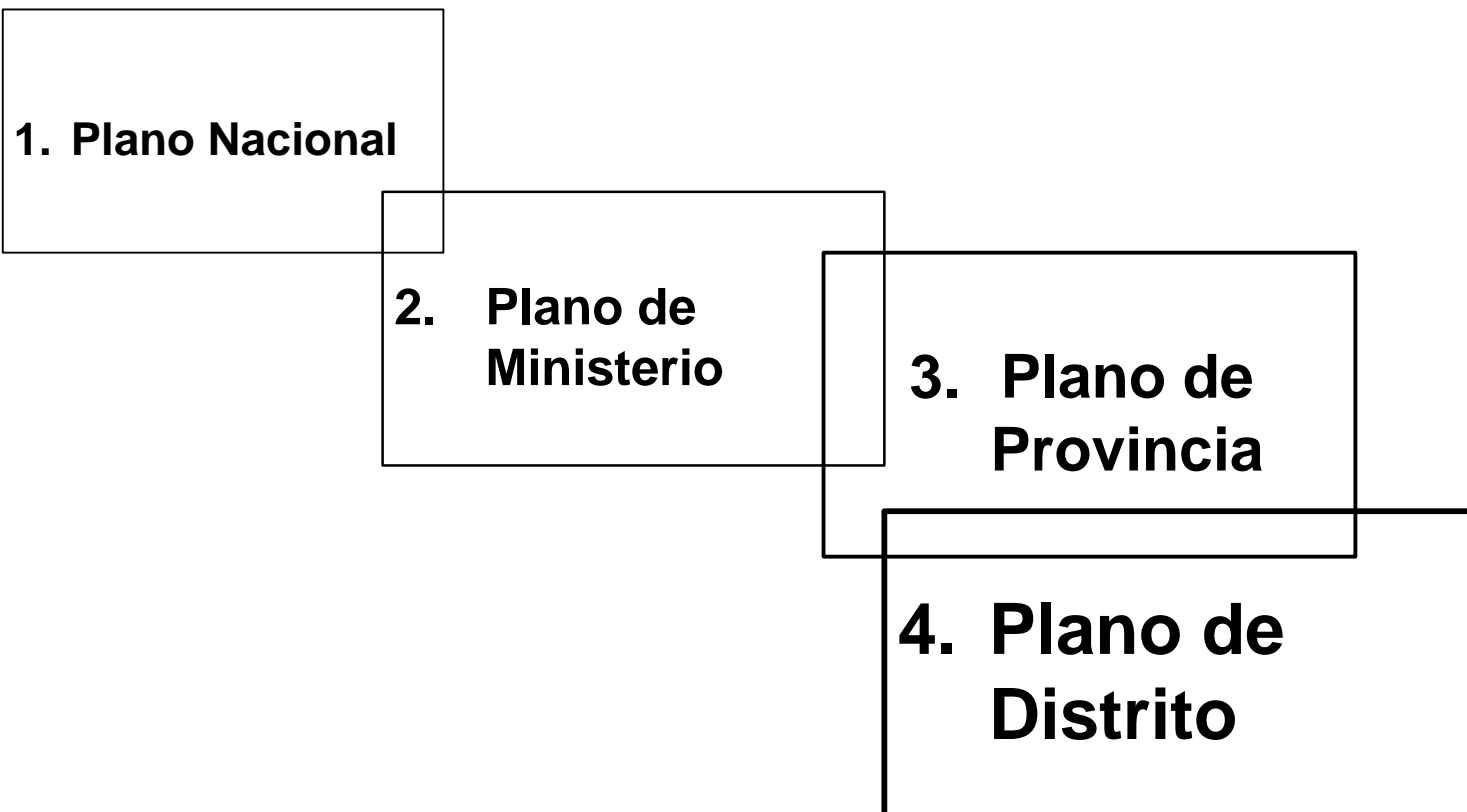 1. Plano Nacional
2. Plano de
Ministerio
3. Plano de
Provincia
4. Plano de
Distrito